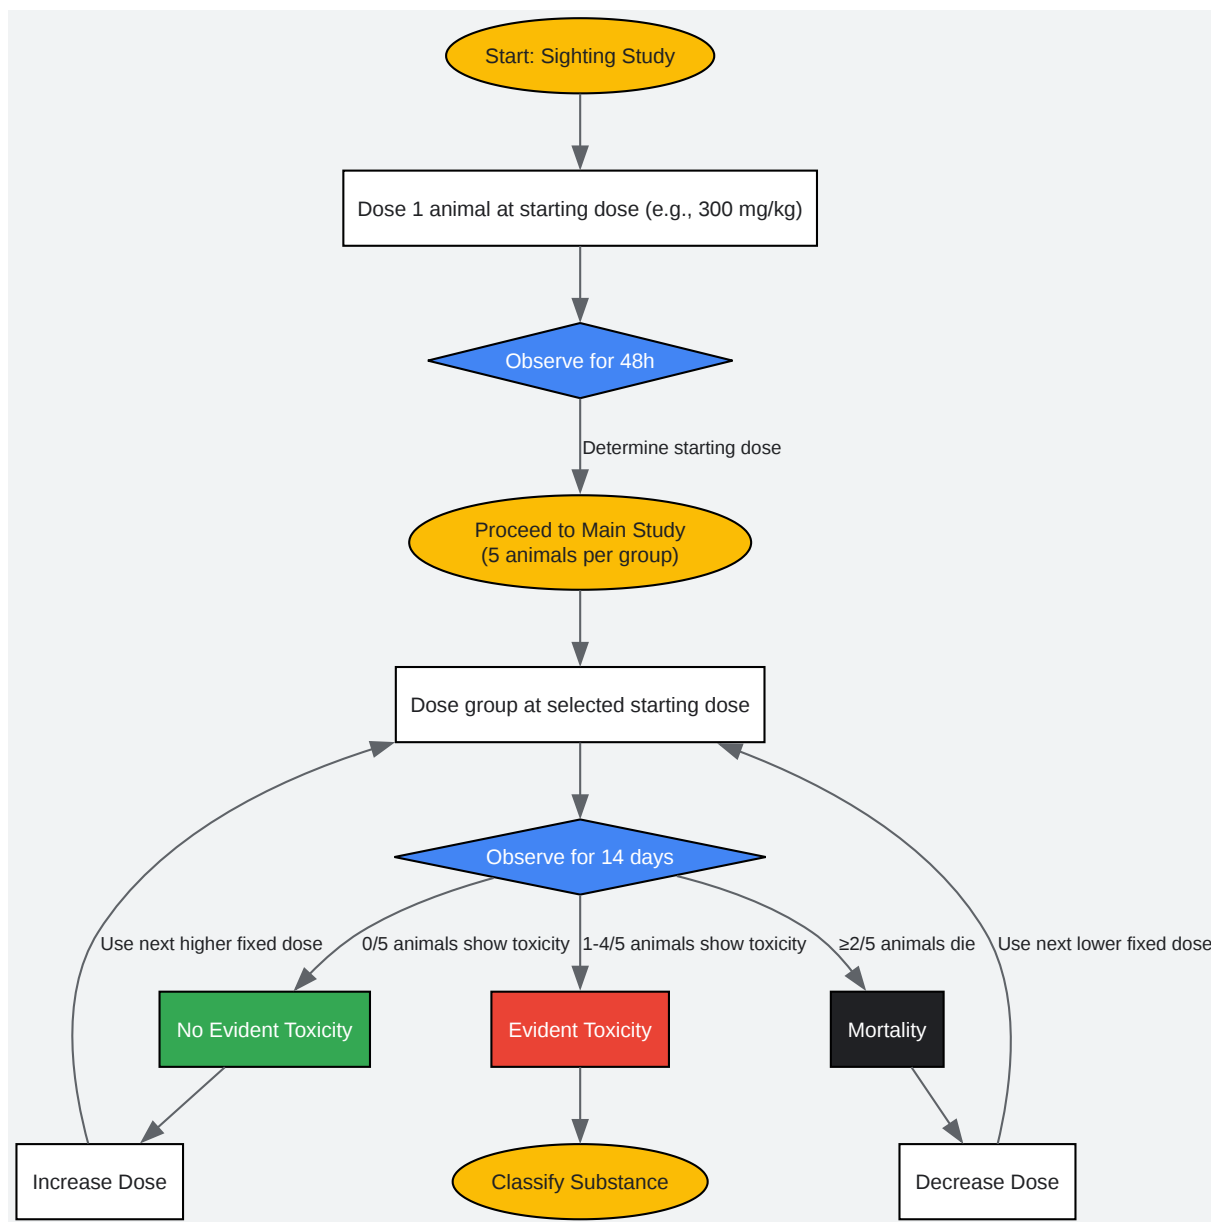 Start: Sighting Study
Dose 1 animal at starting dose (e.g., 300 mg/kg)
Observe for 48h
Determine starting dose
Proceed to Main Study
(5 animals per group)
Dose group at selected starting dose
Observe for 14 days
Use next higher fixed dose
0/5 animals show toxicity
1-4/5 animals show toxicity
≥2/5 animals die
Use next lower fixed dose
No Evident Toxicity
Evident Toxicity
Mortality
Increase Dose
Classify Substance
Decrease Dose